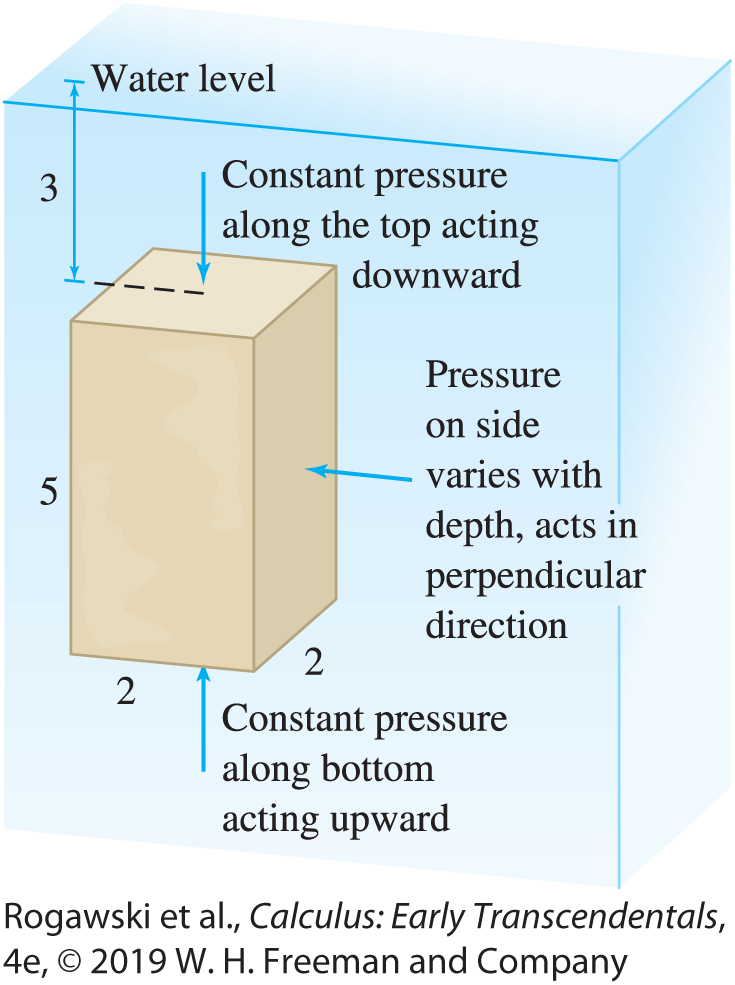 Water level
3
Constant pressure
along the top acting
downward
Pressure
on side
varies with
depth, acts in
perpendicular
direction
5
2
2
Constant pressure
along bottom
acting upward
Rogawski et al., Calculus: Early Transcendentals,
4e, © 2019 W. H. Freeman and Company